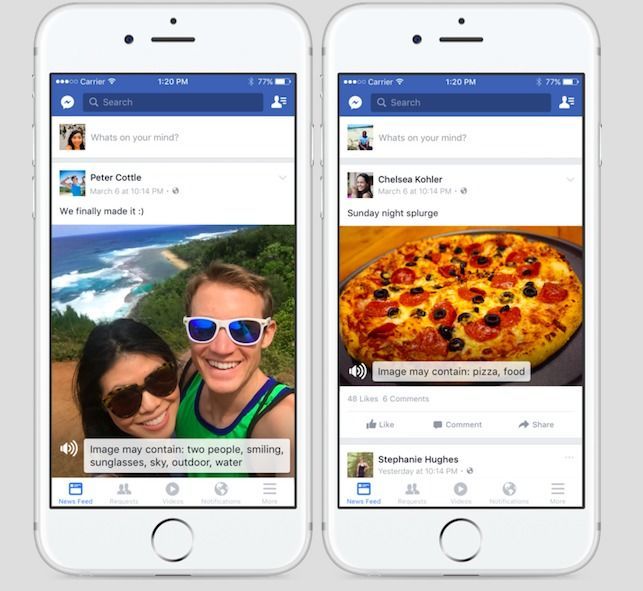 Carrier 1:20 PM 77%
Search
Whats on your mind?
Peter Cottle
March 6 at 10:14 PM ·
We finally made it :)
Image may contain: two people, smiling,
sunglasses, sky, outdoor, water
News Feed Requests Videos Notifications More
Carrier 1:20 PM 77%
Search
Whats on your mind?
Chelsea Kohler
March 6 at 10:14 PM ·
Sunday night splurge
Image may contain: pizza, food
48 Likes 6 Comments
Like Comment Share
Stephanie Hughes
Yesterday at 10:14 PM ·
News Feed Requests Videos Notifications More